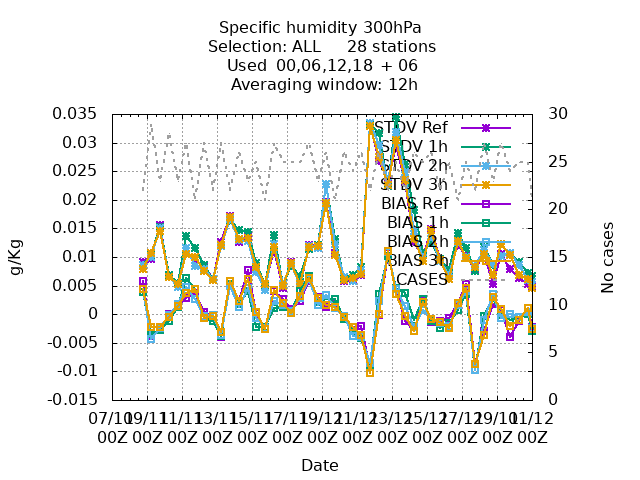 Specific humidity 300hPa
Selection: ALL 28 stations
Used 00,06,12,18 + 06
Averaging window: 12h
0.035
0.03
0.025
0.02
0.015
0.01
0.005
0
-0.005
-0.01
-0.015
g/Kg
30
25
20
15
10
5
0
No cases
STDV Ref
STDV 1h
STDV 2h
STDV 3h
BIAS Ref
BIAS 1h
BIAS 2h
BIAS 3h
CASES
07/10 09/11 11/11 13/11 15/11 17/11 19/12 21/12 23/12 25/12 27/12 29/12 01/12
00Z 00Z 00Z 00Z 00Z 00Z 00Z 00Z 00Z 00Z 00Z 00Z 00Z
Date